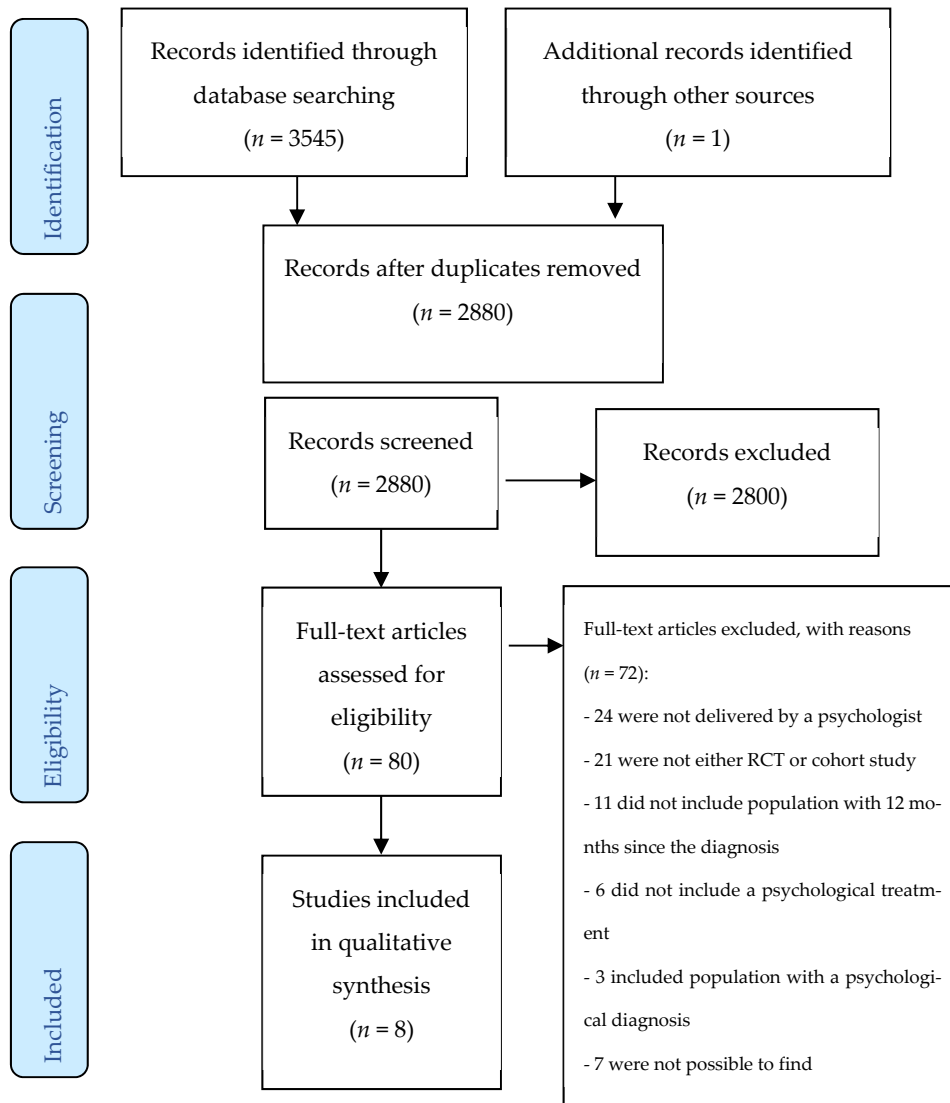 Identification
Records identified through
database searching
(n = 3545)
Additional records identified
through other sources
(n = 1)
Records after duplicates removed
(n = 2880)
Screening
Records screened
(n = 2880)
Records excluded
(n = 2800)
Eligibility
Full-text articles
assessed for
eligibility
(n = 80)
Full-text articles excluded, with reasons
(n = 72):
- 24 were not delivered by a psychologist
- 21 were not either RCT or cohort study
- 11 did not include population with 12 mo-
nths since the diagnosis
- 6 did not include a psychological treatm-
ent
- 3 included population with a psychologi-
cal diagnosis
- 7 were not possible to find
Included
Studies included
in qualitative
synthesis
(n = 8)